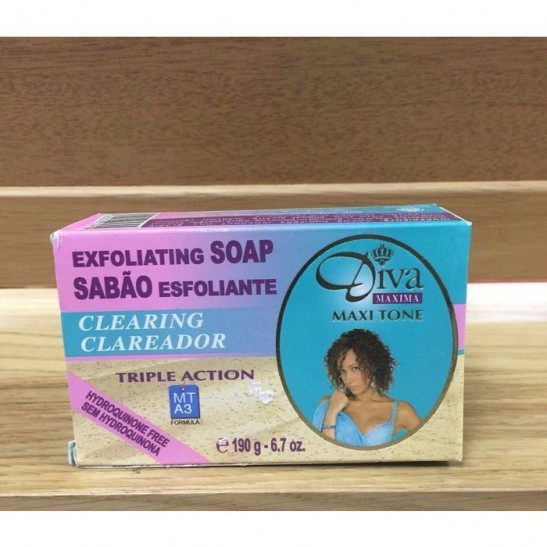 EXFOLIATING SOAP
SABÃO ESFOLIANTE
CLEARING
CLAREADOR
TRIPLE ACTION
MT
A3
FORMULA
HYDROQUINONE FREE
SEM HYDROQUINONA
℮ 190 g - 6.7 oz.
Diva
MAXIMA
MAXI TONE